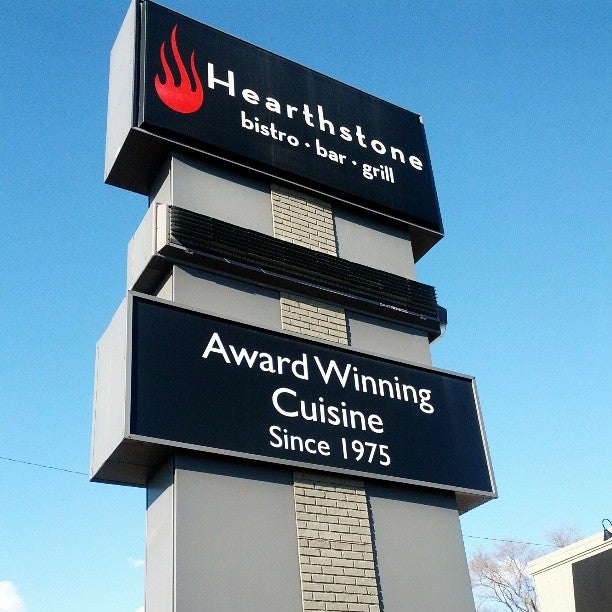 Hearthstone
bistro · bar · grill
Award Winning
Cuisine
Since 1975